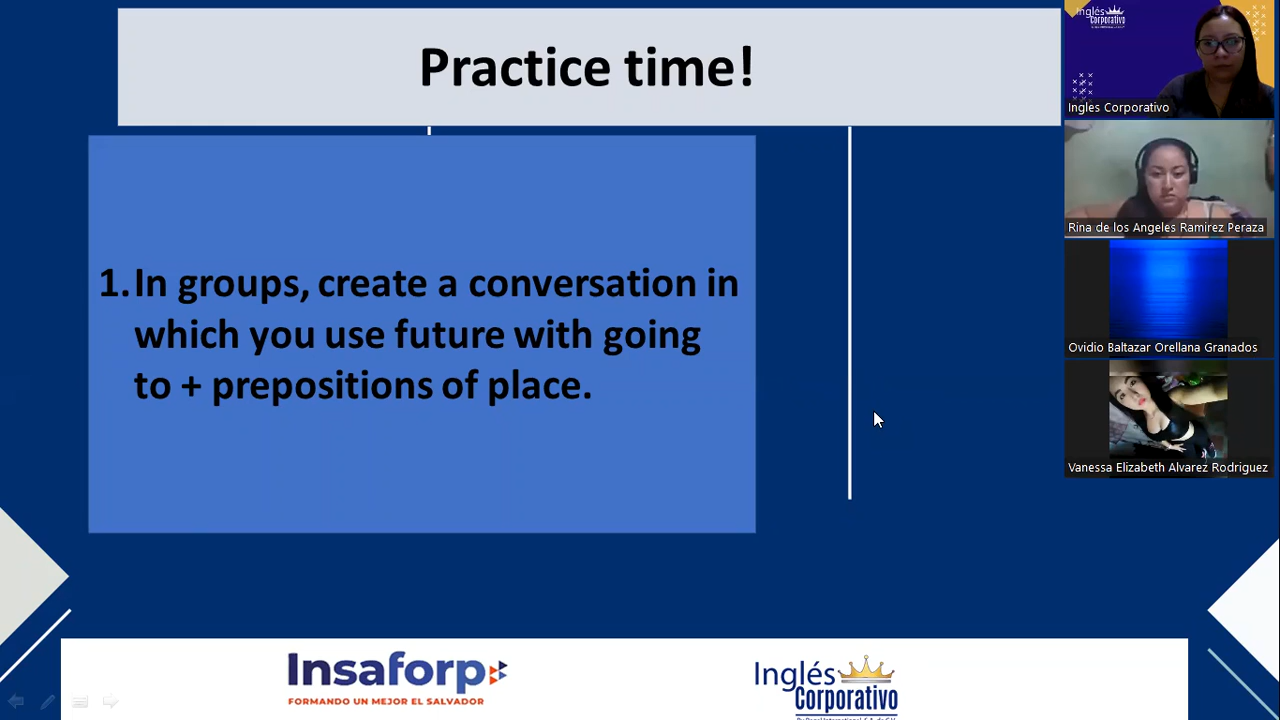 Practice time!
1. In groups, create a conversation in
which you use future with going
to + prepositions of place.
Insaforp
FORMANDO UN MEJOR EL SALVADOR
Inglés
Corporativo
Inglés
Corporativo
Ingles Corporativo
Rina de los Angeles Ramirez Peraza
Ovidio Baltazar Orellana Granados
Vanessa Elizabeth Alvarez Rodriguez